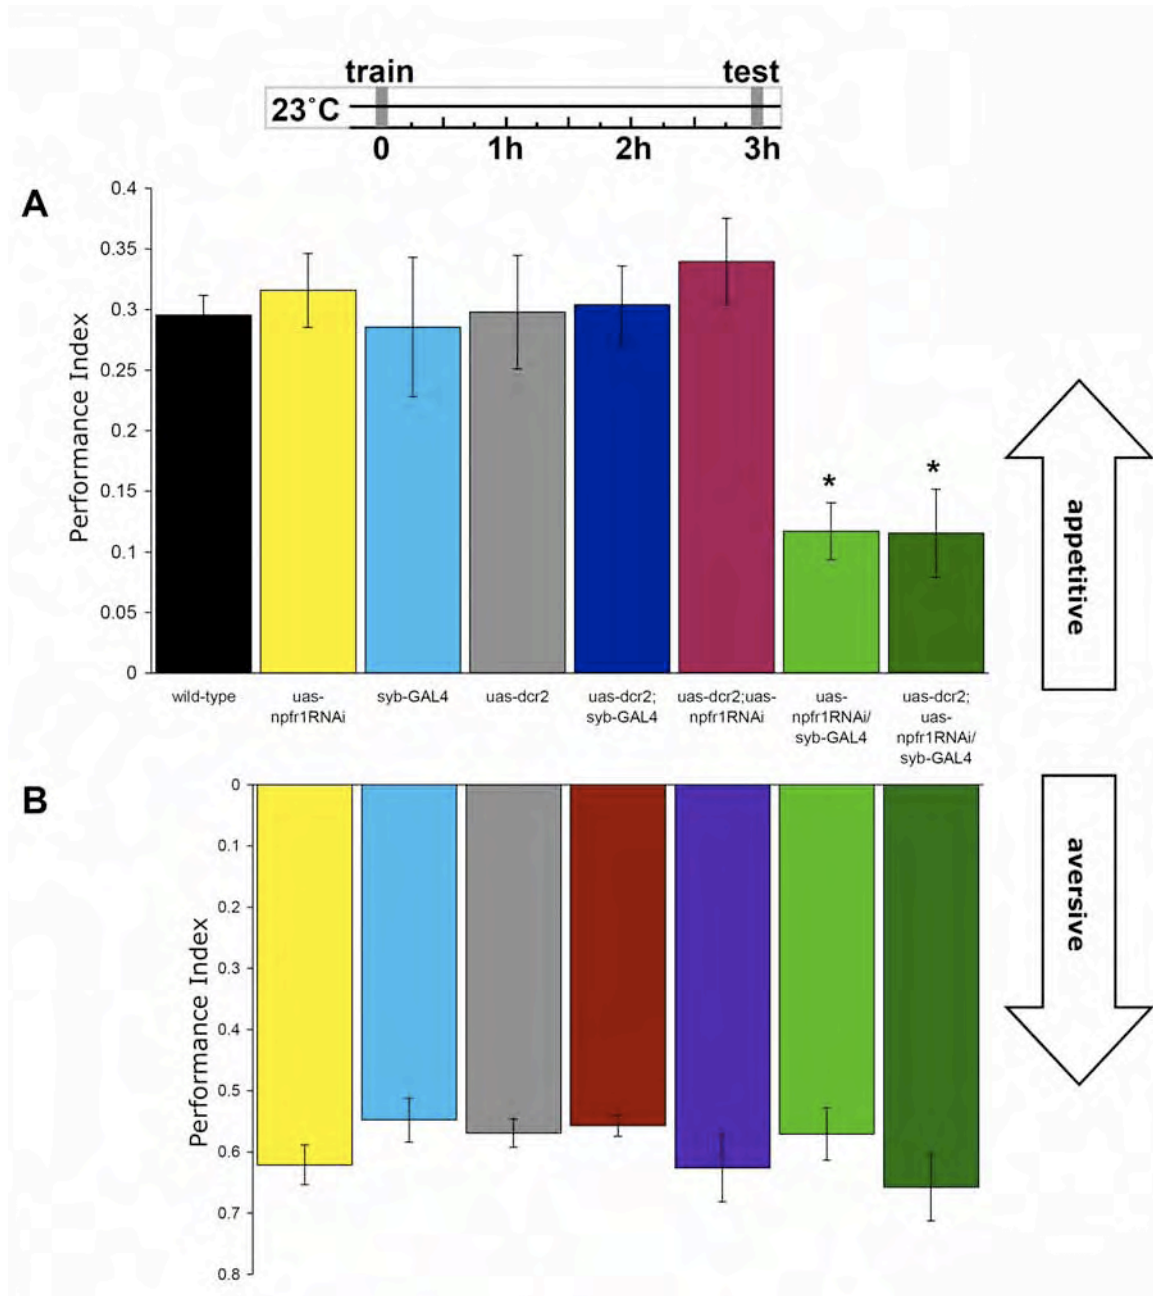 train test
23°C
0 1h 2h 3h
A
0.4
0.35
0.3
0.25
0.2
0.15
0.1
0.05
0
Performance Index
* *
wild-type
uas-
npfr1RNAi
syb-GAL4
uas-dcr2
uas-dcr2;
syb-GAL4
uas-dcr2;uas-
npfr1RNAi
uas-
npfr1RNAi/
syb-GAL4
uas-dcr2;
uas-
npfr1RNAi/
syb-GAL4
appetitive
B
0
0.1
0.2
0.3
0.4
0.5
0.6
0.7
0.8
Performance Index
aversive